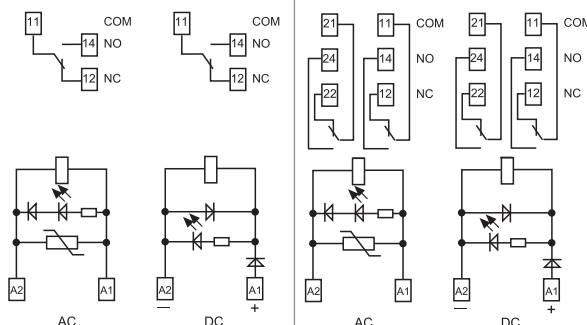 11 COM 11 COM 21 11 COM 21 11 COM
14 NO 14 NO 24 14 NO 24 14 NO
12 NC 12 NC 22 12 NC 22 12 NC
A2 A1 A2 A1 A2 A1 A2 A1
— + — +
AC DC AC DC